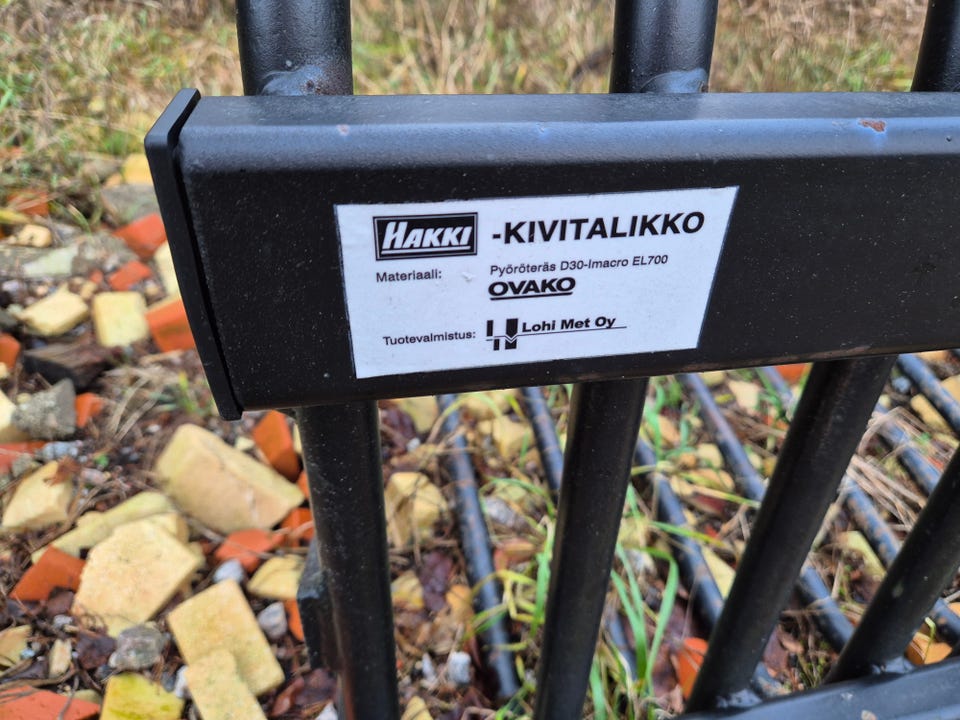 HAKKI -KIVITALIKKO
Materiaali: Pyöröteräs D30-Imacro EL700
OVAKO
Tuotevalmistus: Lohi Met Oy